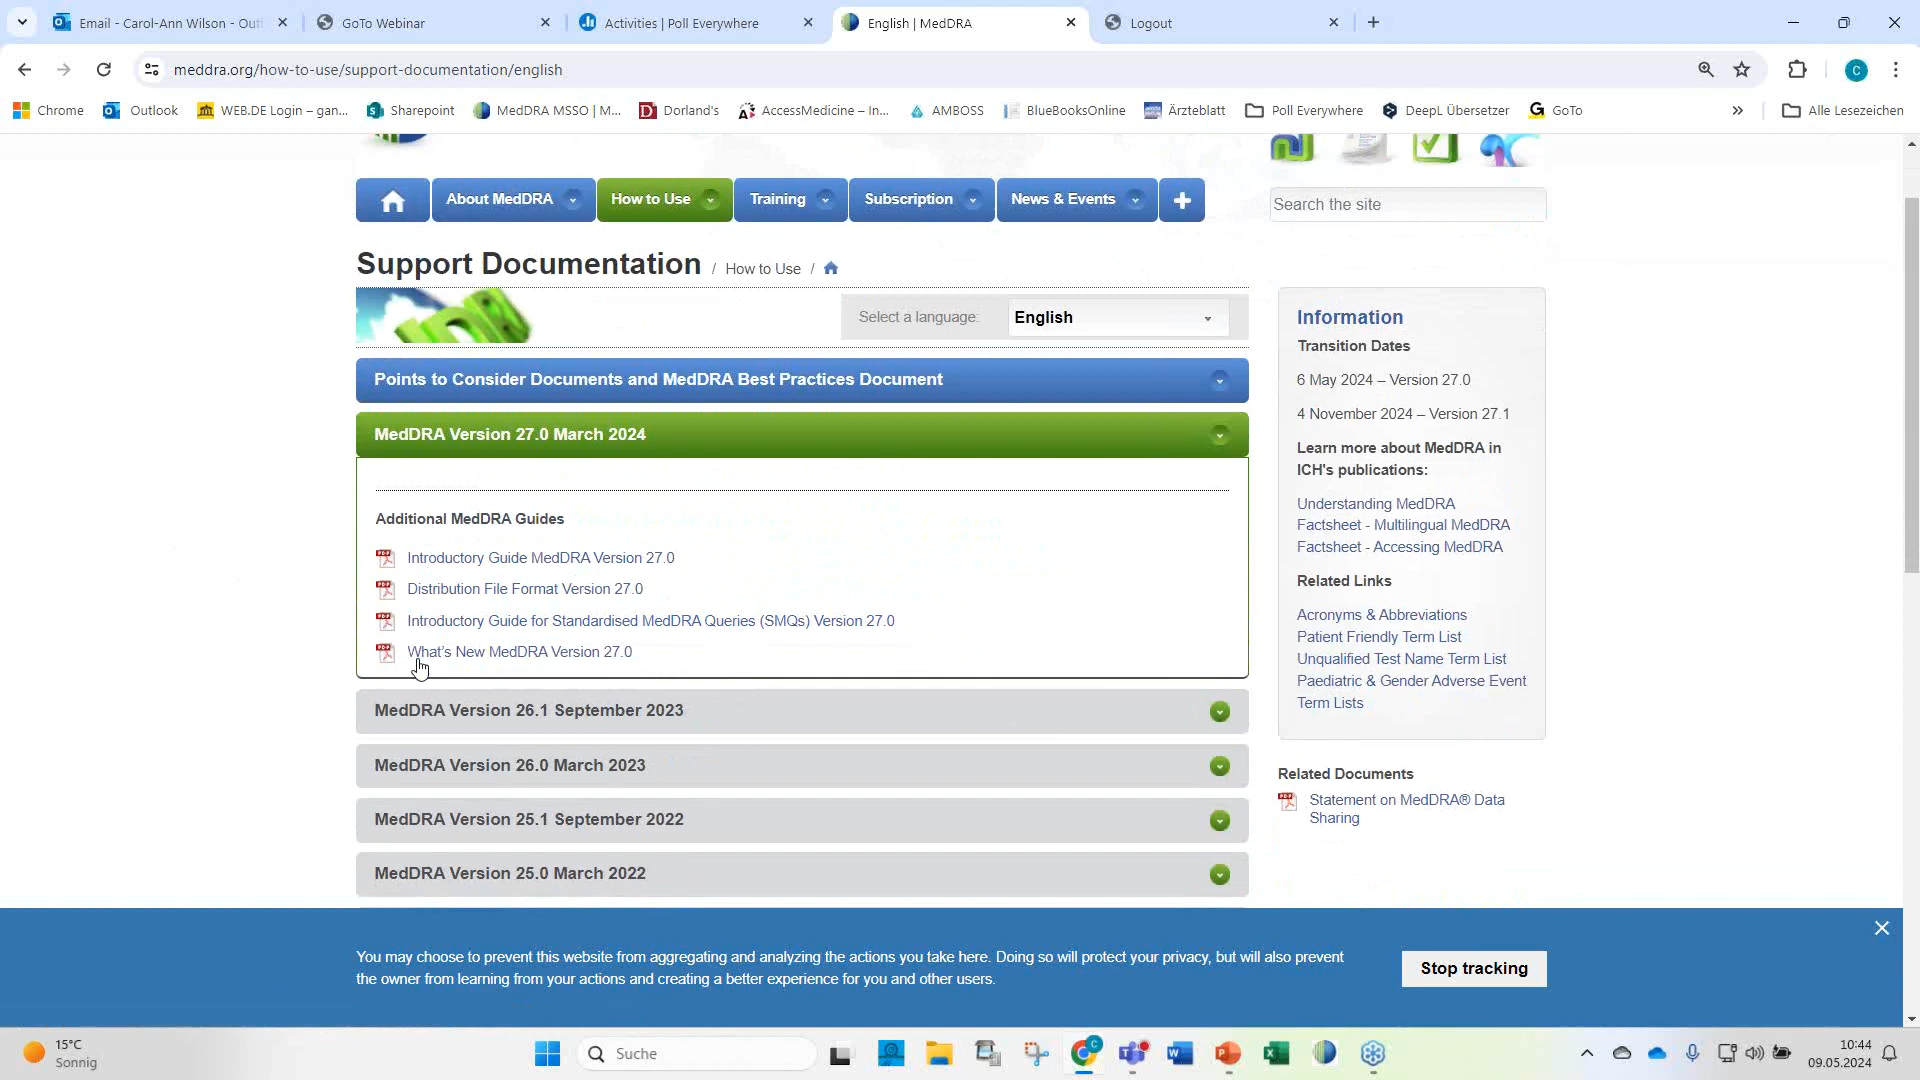 Email - Carol-Ann Wilson - Out
GoTo Webinar
Activities | Poll Everywhere
English | MedDRA
Logout
meddra.org/how-to-use/support-documentation/english
C
Chrome
Outlook
WEB.DE Login – gan...
Sharepoint
MedDRA MSSO | M...
Dorland's
AccessMedicine – In...
AMBOSS
BlueBooksOnline
Ärzteblatt
Poll Everywhere
DeepL Übersetzer
GoTo
»
Alle Lesezeichen
About MedDRA
How to Use
Training
Subscription
News & Events
Search the site
Support Documentation / How to Use /
Select a language:
English
Points to Consider Documents and MedDRA Best Practices Document
MedDRA Version 27.0 March 2024
Additional MedDRA Guides
Introductory Guide MedDRA Version 27.0
Distribution File Format Version 27.0
Introductory Guide for Standardised MedDRA Queries (SMQs) Version 27.0
What's New MedDRA Version 27.0
MedDRA Version 26.1 September 2023
MedDRA Version 26.0 March 2023
MedDRA Version 25.1 September 2022
MedDRA Version 25.0 March 2022
Information
Transition Dates
6 May 2024 – Version 27.0
4 November 2024 – Version 27.1
Learn more about MedDRA in
ICH's publications:
Understanding MedDRA
Factsheet - Multilingual MedDRA
Factsheet - Accessing MedDRA
Related Links
Acronyms & Abbreviations
Patient Friendly Term List
Unqualified Test Name Term List
Paediatric & Gender Adverse Event
Term Lists
Related Documents
Statement on MedDRA® Data
Sharing
You may choose to prevent this website from aggregating and analyzing the actions you take here. Doing so will protect your privacy, but will also prevent
the owner from learning from your actions and creating a better experience for you and other users.
Stop tracking
15°C
Sonnig
Suche
10:44
09.05.2024